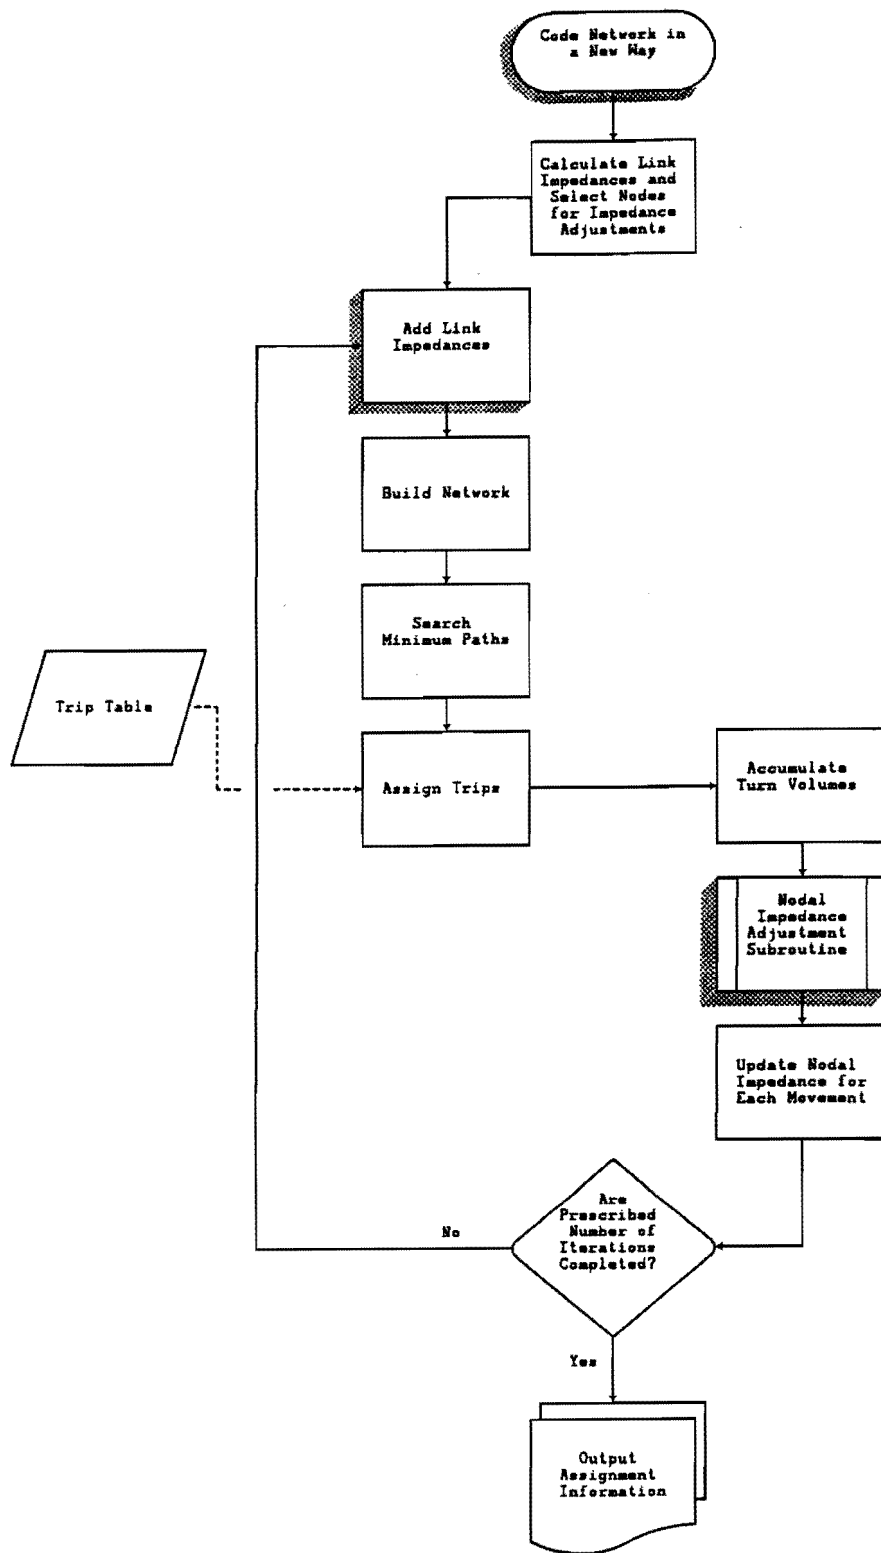 Code Network in
a New Way
Calculate Link
Impedances and
Select Nodes
for Impedance
Adjustments
Add Link
Impedances
Build Network
Search
Minimum Paths
Trip Table
Assign Trips
Accumulate
Turn Volumes
Nodal
Impedance
Adjustment
Subroutine
Update Nodal
Impedance for
Each Movement
Are
Prescribed
Number of
Iterations
Completed?
No
Yes
Output
Assignment
Information